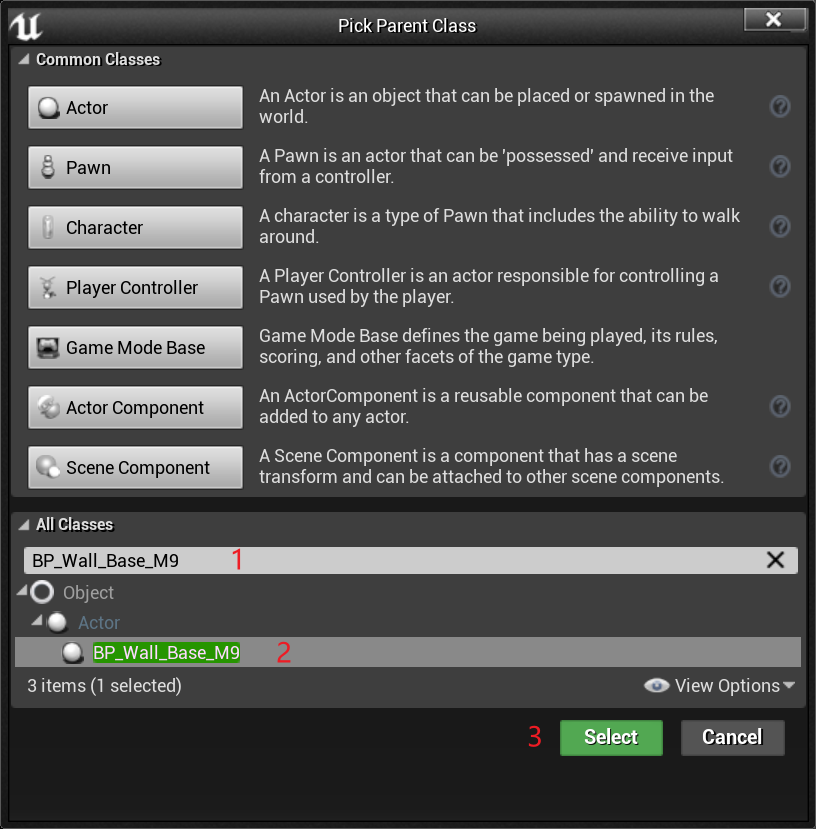 Pick Parent Class
Common Classes
Actor
An Actor is an object that can be placed or spawned in the
world.
Pawn
A Pawn is an actor that can be 'possessed' and receive input
from a controller.
Character
A character is a type of Pawn that includes the ability to walk
around.
Player Controller
A Player Controller is an actor responsible for controlling a
Pawn used by the player.
Game Mode Base
Game Mode Base defines the game being played, its rules,
scoring, and other facets of the game type.
Actor Component
An ActorComponent is a reusable component that can be
added to any actor.
Scene Component
A Scene Component is a component that has a scene
transform and can be attached to other scene components.
All Classes
BP_Wall_Base_M9 1
Object
Actor
BP_Wall_Base_M9 2
3 items (1 selected) View Options
3 Select Cancel